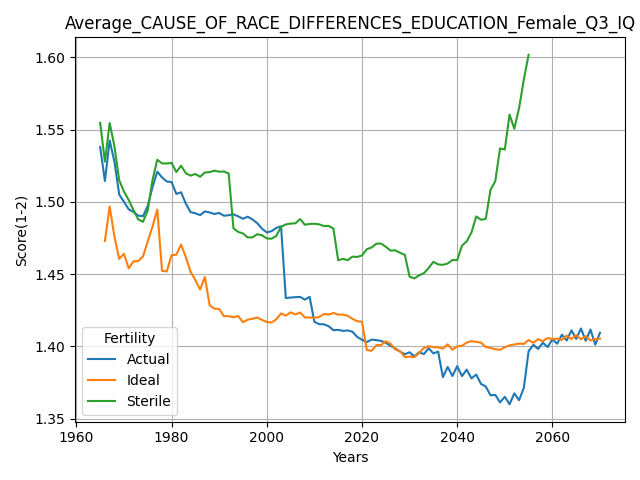 Average_CAUSE_OF_RACE_DIFFERENCES_EDUCATION_Female_Q3_IQ
1.60
1.55
1.50
1.45
1.40
1.35
Score(1-2)
Fertility
Actual
Ideal
Sterile
1960
1980
2000
2020
2040
2060
Years